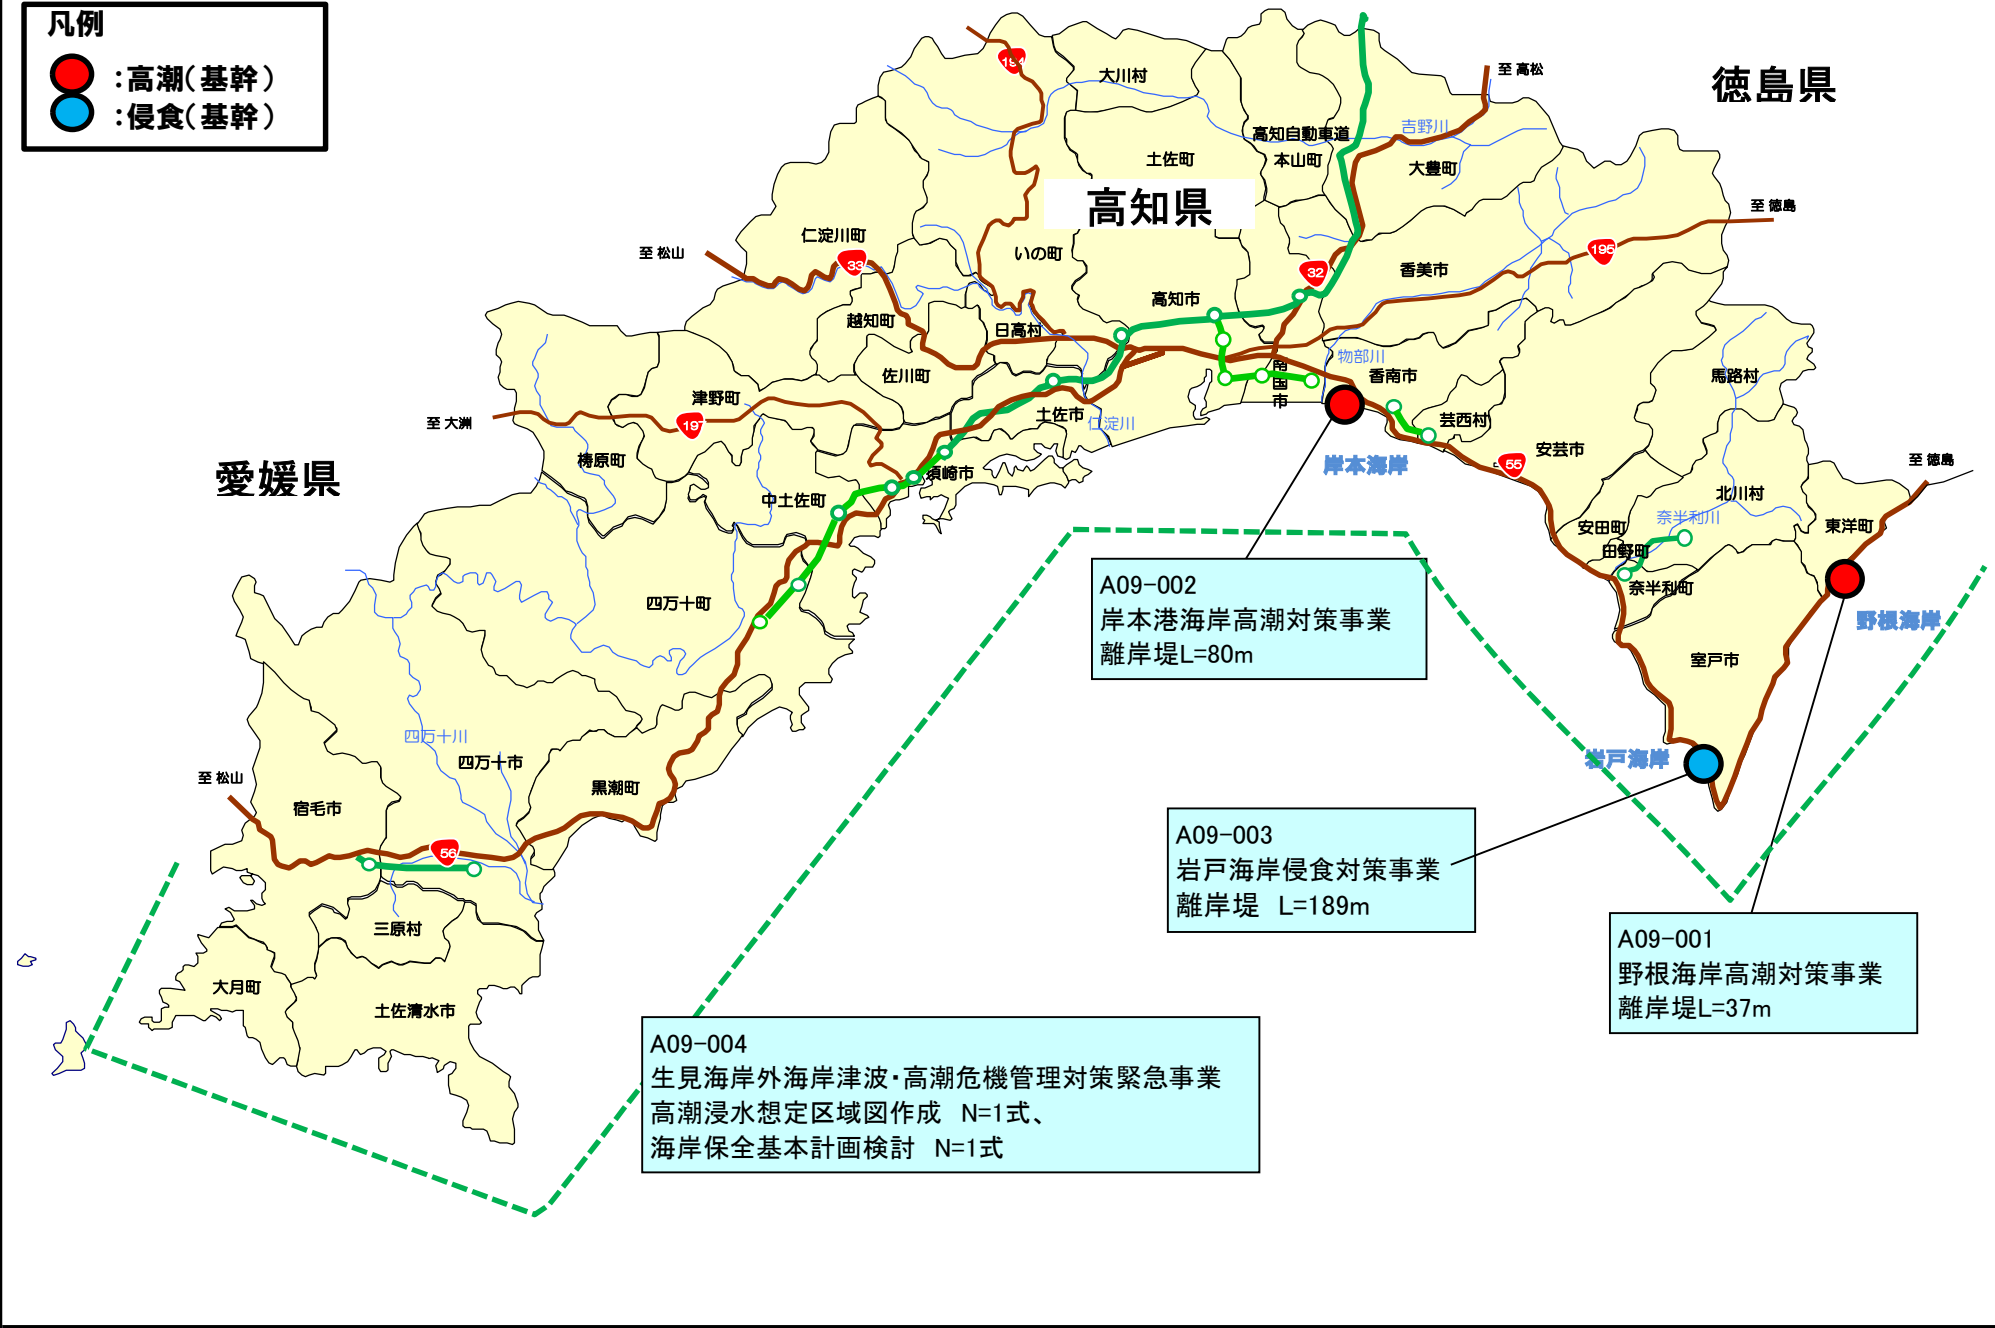 凡例
：高潮（基幹）
：侵食（基幹）
徳島県
高知県
愛媛県
194
大川村
至 高松
高知自動車道
吉野川
土佐町
本山町
大豊町
至 徳島
195
仁淀川町
至 松山
33
いの町
32
香美市
高知市
越知町
日高村
物部川
佐川町
南国市
香南市
馬路村
津野町
197
至 大洲
土佐市
仁淀川
芸西村
安芸市
岸本海岸
55
至 徳島
梼原町
須崎市
中土佐町
北川村
奈半利川
安田町
東洋町
田野町
奈半利町
四万十町
野根海岸
室戸市
A09-002
岸本港海岸高潮対策事業
離岸堤L=80m
四万十川
四万十市
岩戸海岸
至 松山
黒潮町
宿毛市
56
A09-003
岩戸海岸侵食対策事業
離岸堤　L=189m
三原村
大月町
土佐清水市
A09-001
野根海岸高潮対策事業
離岸堤L=37m
A09-004
生見海岸外海岸津波・高潮危機管理対策緊急事業
高潮浸水想定区域図作成　N=1式、
海岸保全基本計画検討　N=1式